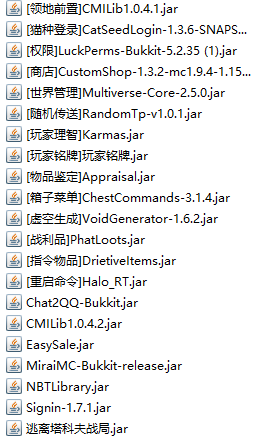 [领地前置]CMILib1.0.4.1.jar
[猫种登录]CatSeedLogin-1.3.6-SNAPS...
[权限]LuckPerms-Bukkit-5.2.35 (1).jar
[商店]CustomShop-1.3.2-mc1.9.4-1.15...
[世界管理]Multiverse-Core-2.5.0.jar
[随机传送]RandomTp-v1.0.1.jar
[玩家理智]Karmas.jar
[玩家铭牌]玩家铭牌.jar
[物品鉴定]Appraisal.jar
[箱子菜单]ChestCommands-3.1.4.jar
[虚空生成]VoidGenerator-1.6.2.jar
[战利品]PhatLoots.jar
[指令物品]DrietiveItems.jar
[重启命令]Halo_RT.jar
Chat2QQ-Bukkit.jar
CMILib1.0.4.2.jar
EasySale.jar
MiraiMC-Bukkit-release.jar
NBTLibrary.jar
Signin-1.7.1.jar
逃离塔科夫战局.jar